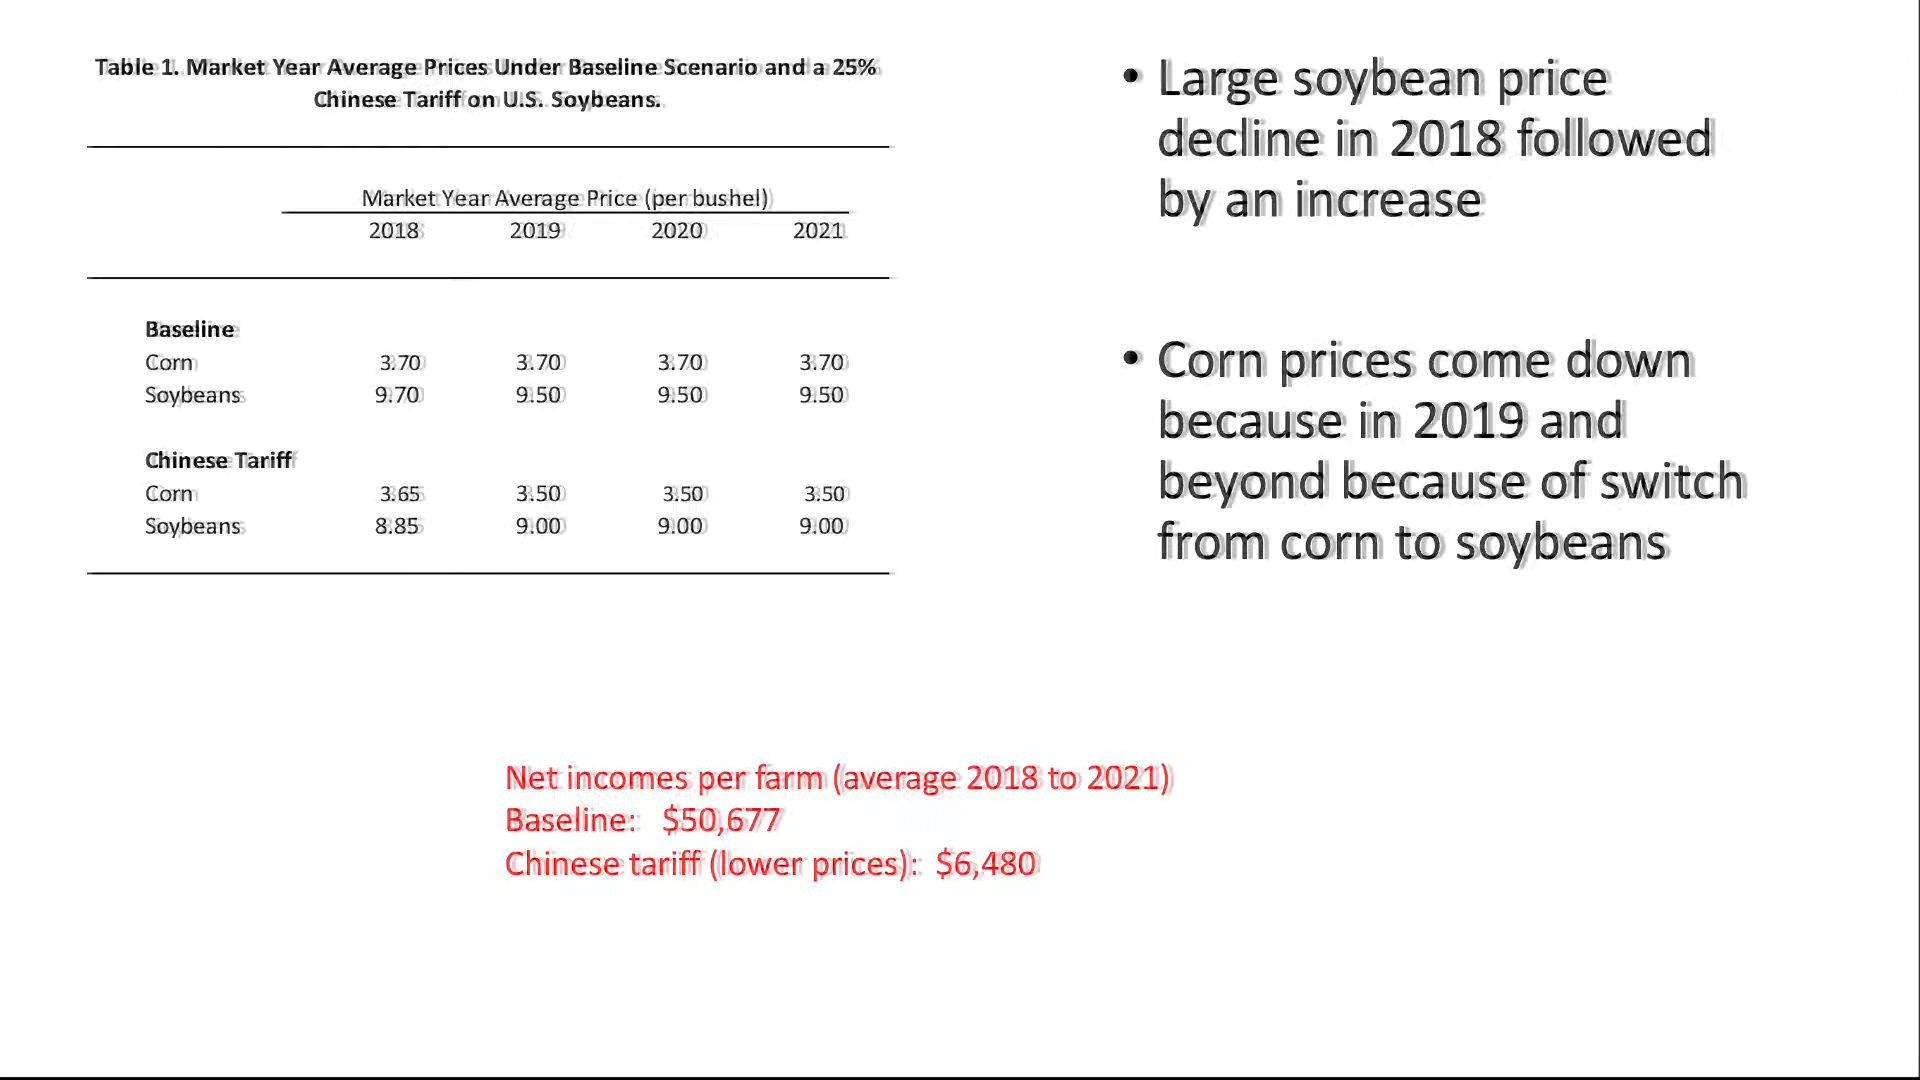 Table 1. Market Year Average Prices Under Baseline Scenario and a 25%
Chinese Tariff on U.S. Soybeans.
Market Year Average Price (per bushel)
2018 2019 2020 2021
Baseline
Corn 3.70 3.70 3.70 3.70
Soybeans 9.70 9.50 9.50 9.50
Chinese Tariff
Corn 3.65 3.50 3.50 3.50
Soybeans 8.85 9.00 9.00 9.00
• Large soybean price
decline in 2018 followed
by an increase
• Corn prices come down
because in 2019 and
beyond because of switch
from corn to soybeans
Net incomes per farm (average 2018 to 2021)
Baseline: $50,677
Chinese tariff (lower prices): $6,480